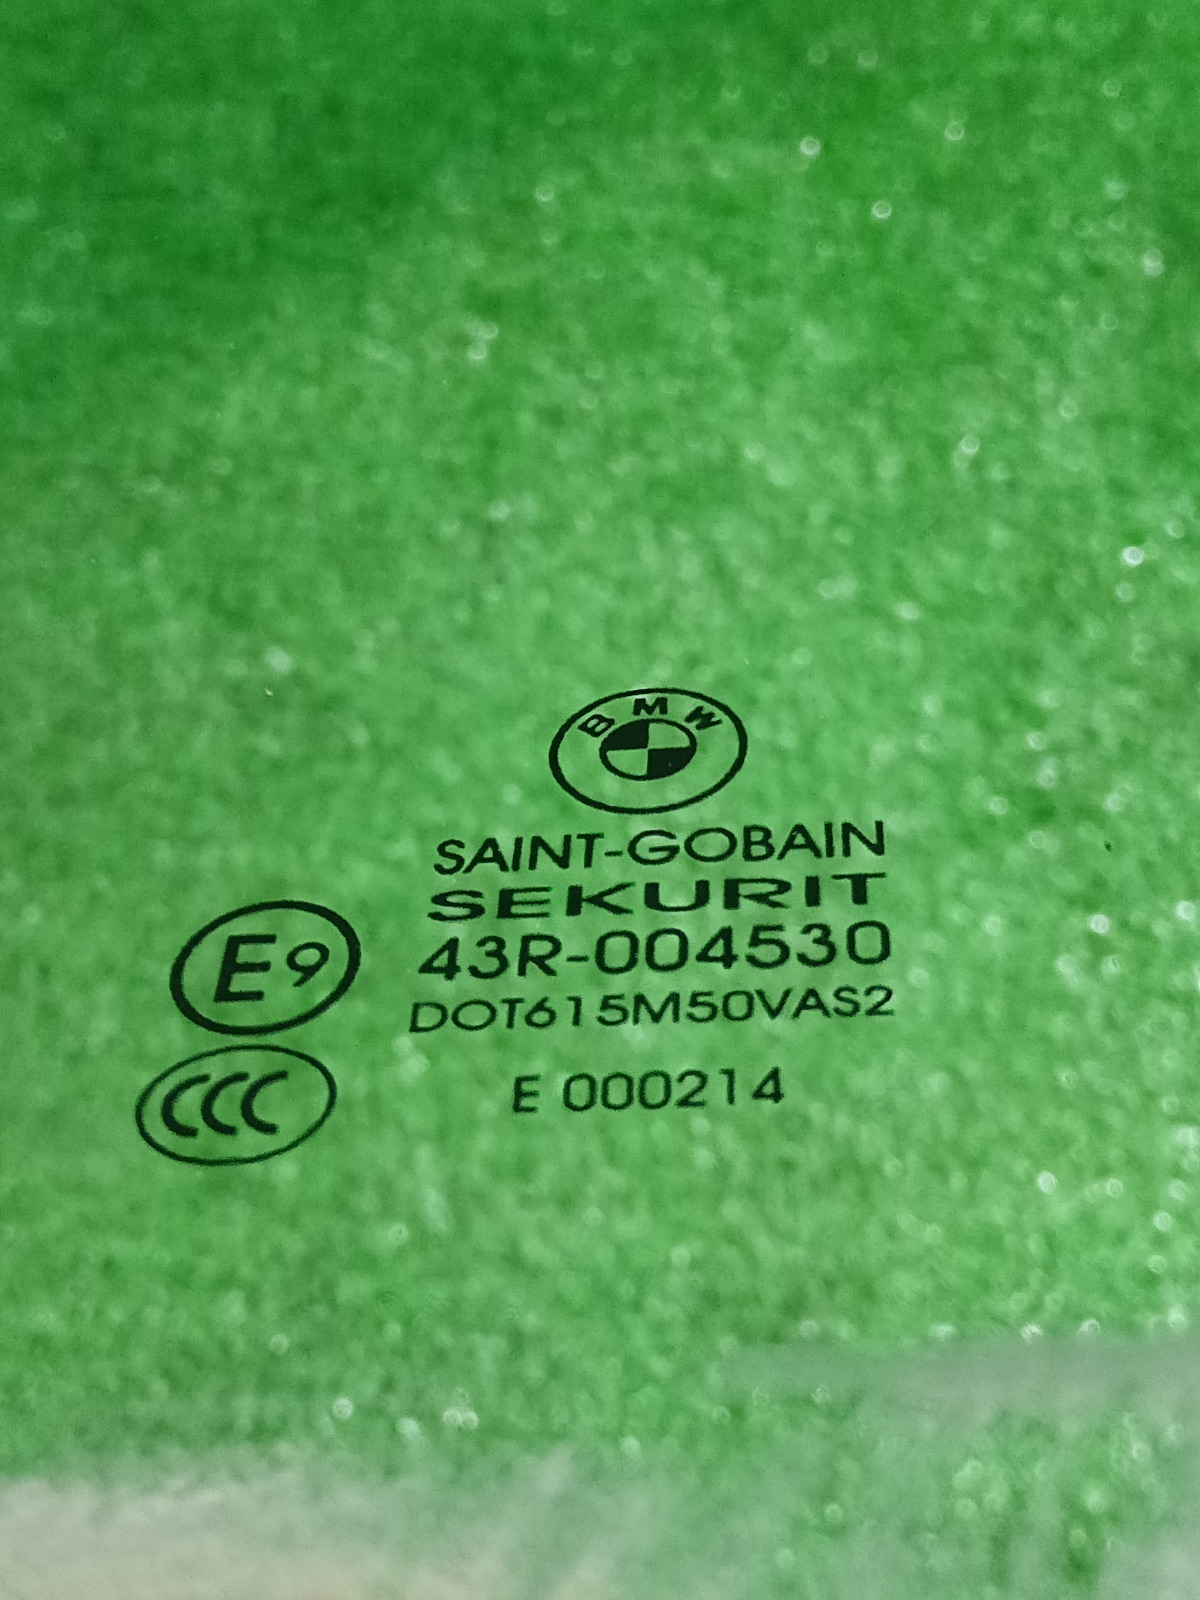 BMW
SAINT-GOBAIN
SEKURIT
E9
43R-004530
DOT615M50VAS2
CCC
E 000214